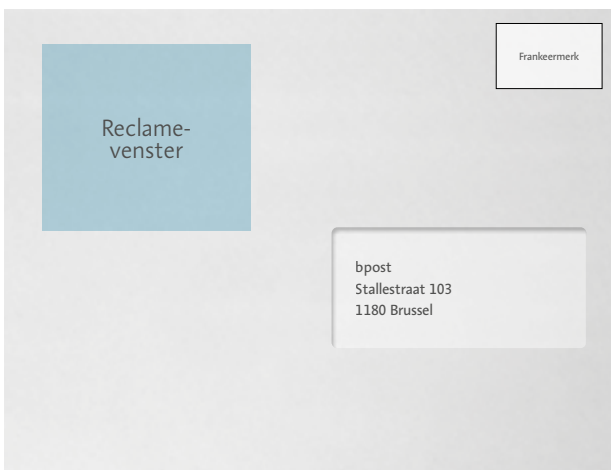 Frankeermerk
Reclame-
venster
bpost
Stallestraat 103
1180 Brussel